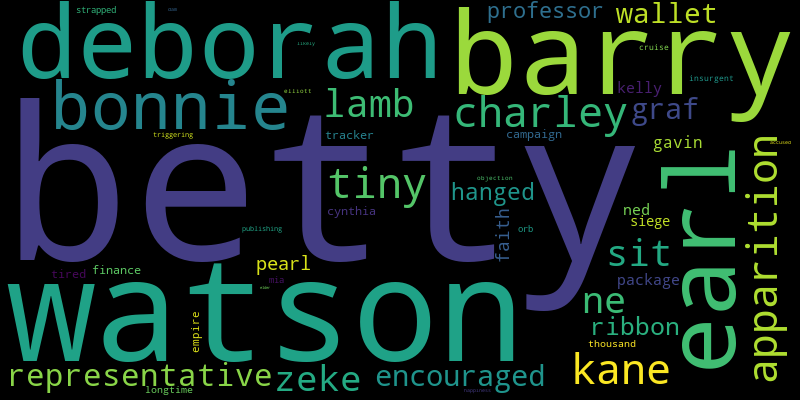 strapped
professor
wallet
deborah
barry
cruise
kelly
insurgent
bonnie
lamb
charley
graf
elliott
triggering
tracker
campaign
gavin
betty
tiny
objection
hanged
earl
apparition
cynthia
faith
ned
siege
orb
publishing
sit
pearl
tired
finance
package
watson
ne
empire
ribbon
thousand
kane
representative
zeke
encouraged
longtime
happiness
accused
likely
mia